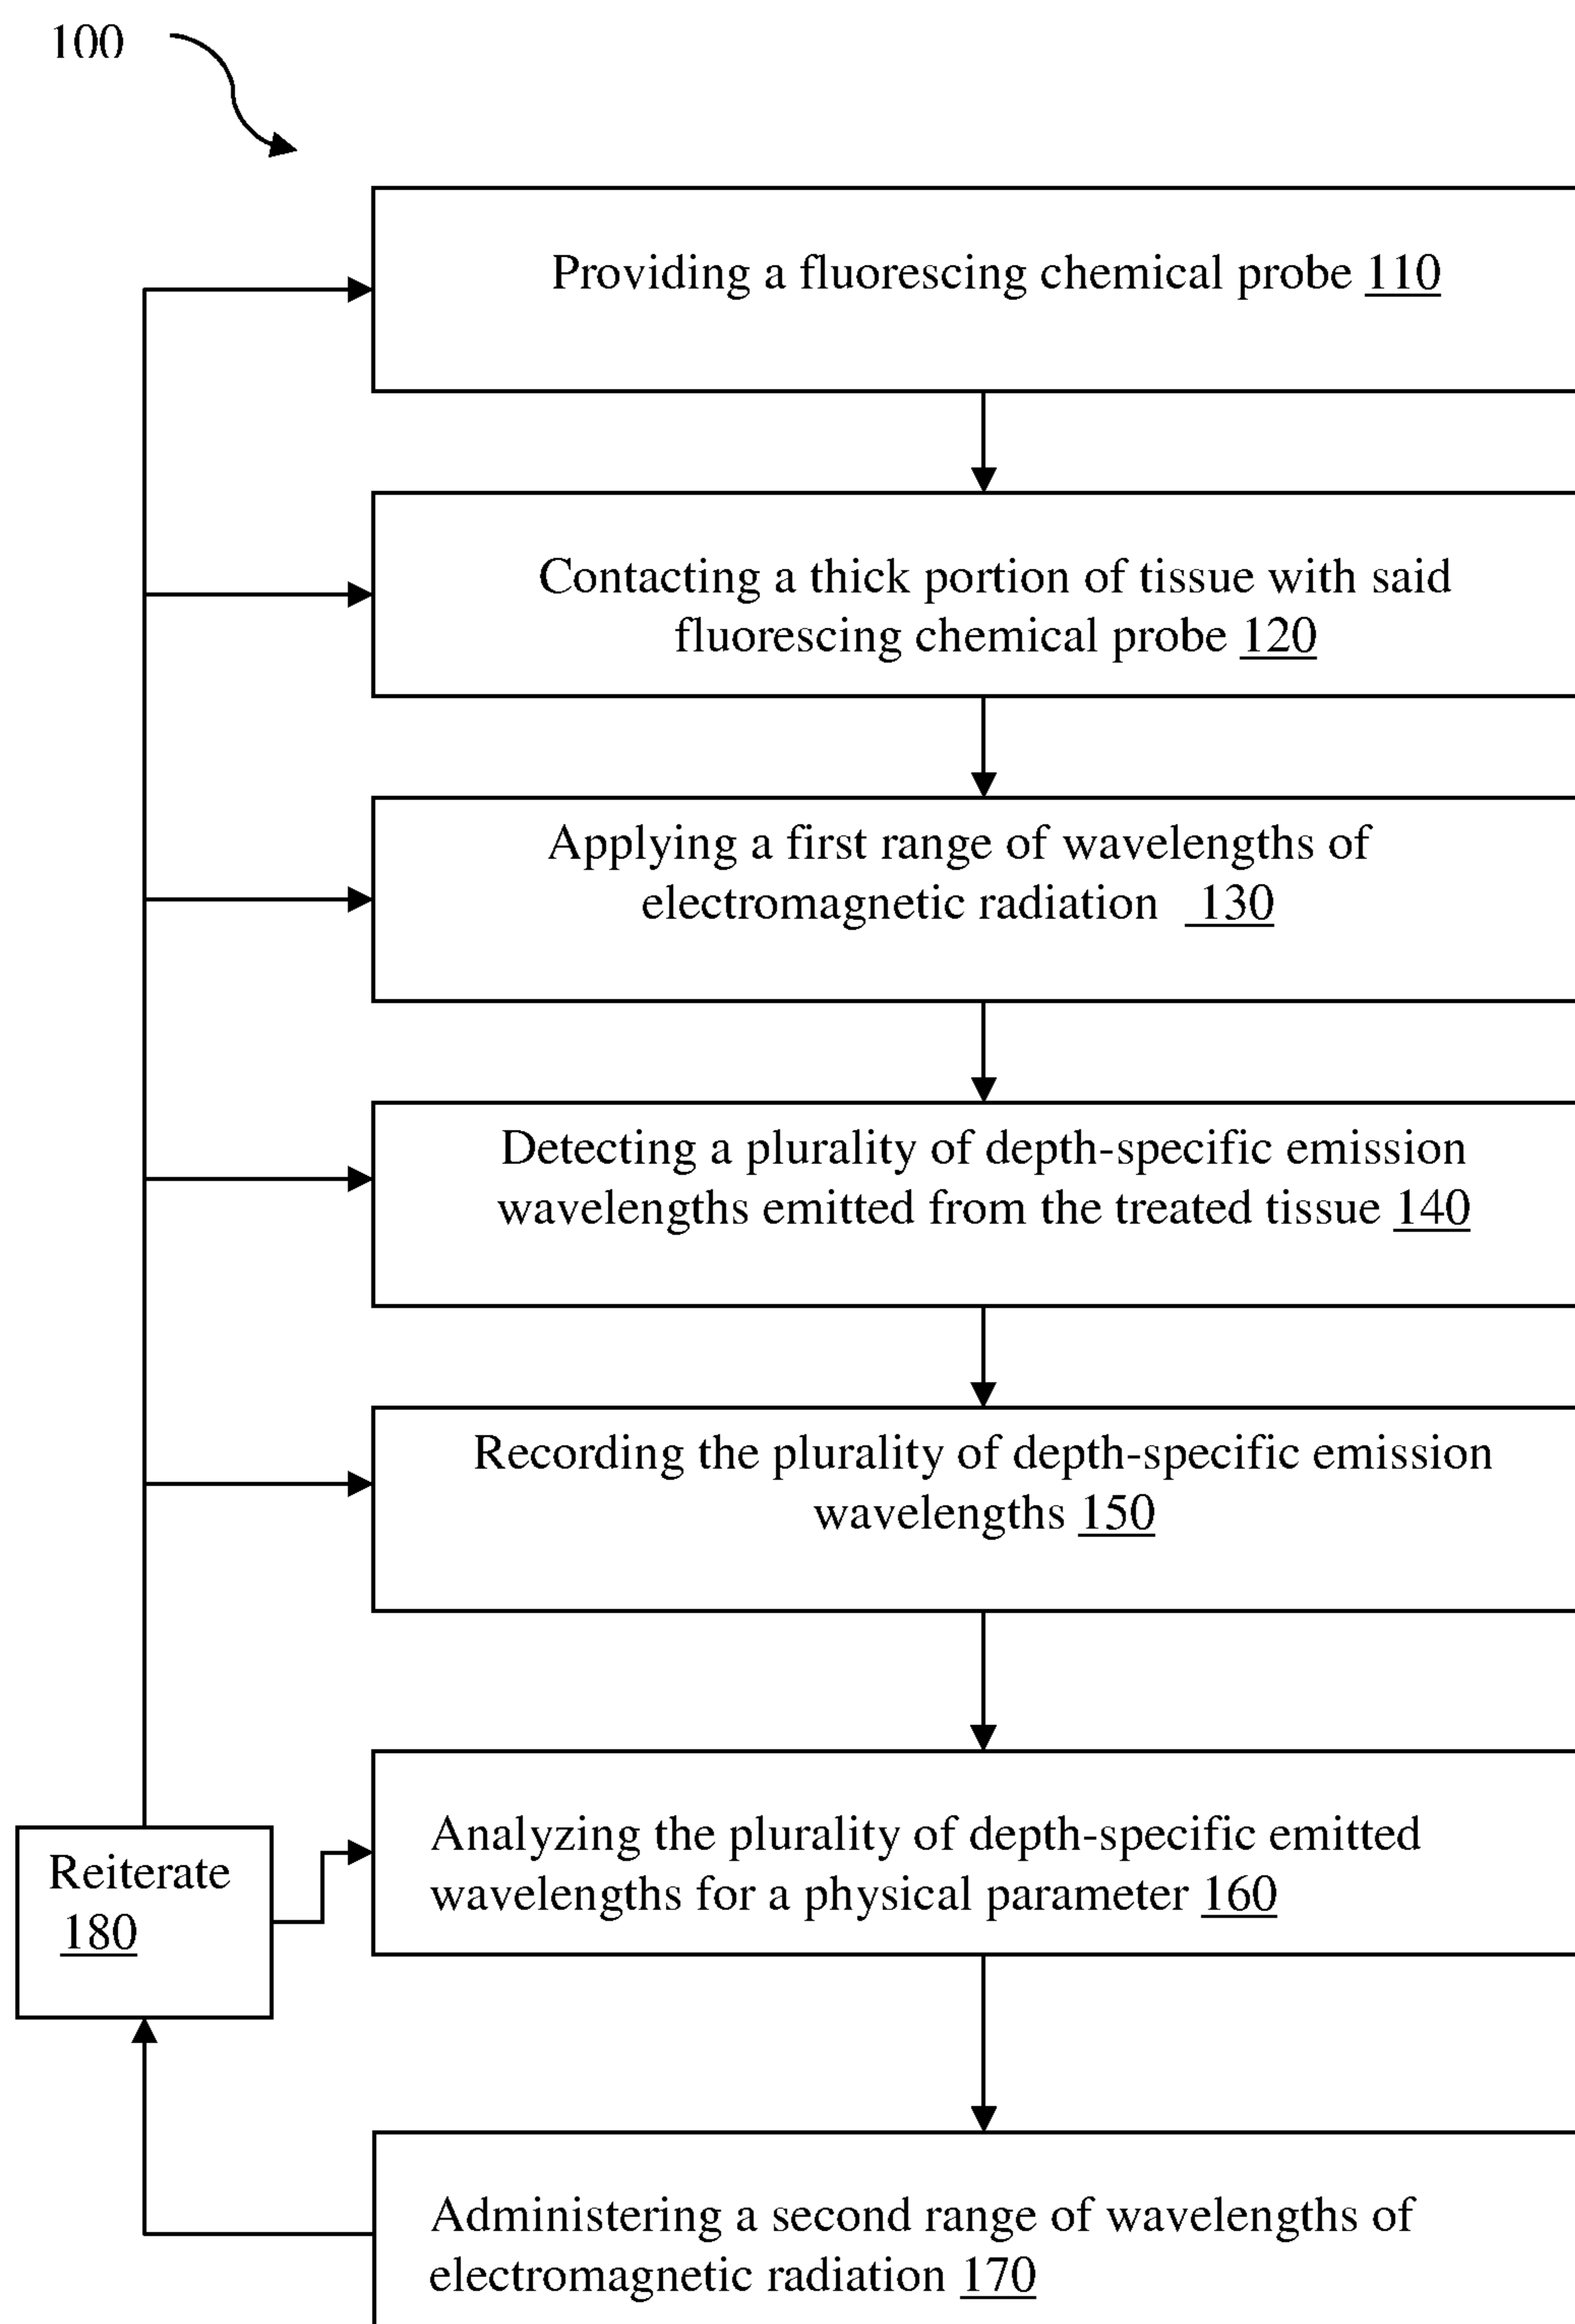 100
Providing a fluorescing chemical probe 110
Contacting a thick portion of tissue with said
fluorescing chemical probe 120
Applying a first range of wavelengths of
electromagnetic radiation 130
Detecting a plurality of depth-specific emission
wavelengths emitted from the treated tissue 140
Recording the plurality of depth-specific emission
wavelengths 150
Analyzing the plurality of depth-specific emitted
wavelengths for a physical parameter 160
Reiterate
180
Administering a second range of wavelengths of
electromagnetic radiation 170